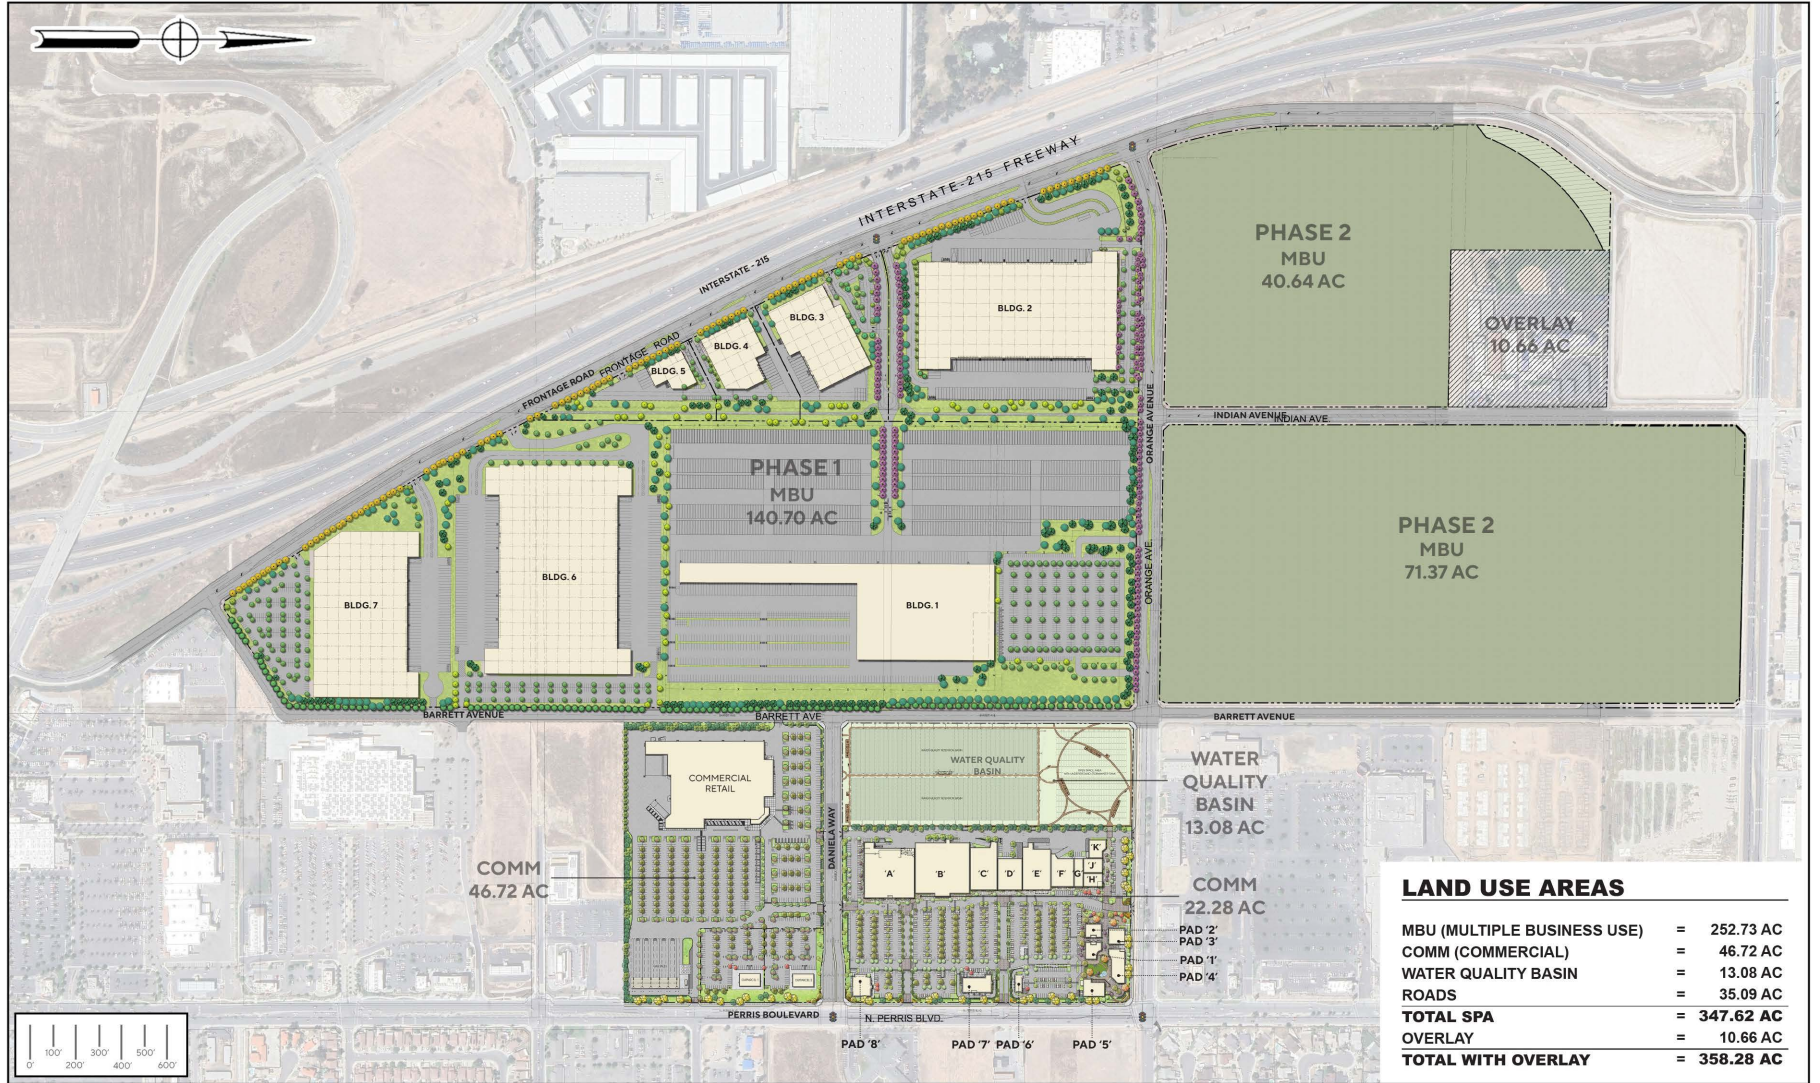 INTERSTATE-215 FREEWAY
INTERSTATE - 215
FRONTAGE ROAD
FRONTAGE ROAD
PHASE 2
MBU
40.64 AC
OVERLAY
10.66 AC
BLDG. 2
BLDG. 3
BLDG. 4
BLDG. 5
INDIAN AVENUE
INDIAN AVE.
ORANGE AVENUE
ORANGE AVE.
PHASE 1
MBU
140.70 AC
PHASE 2
MBU
71.37 AC
BLDG. 6
BLDG. 7
BLDG. 1
BARRETT AVENUE
BARRETT AVE
BARRETT AVENUE
COMMERCIAL
RETAIL
WATER QUALITY
BASIN
WATER
QUALITY
BASIN
13.08 AC
DANIELA WAY
COMM
46.72 AC
'A'
'B'
'C'
'D'
'E'
'F'
G
'H'
'J'
'K'
COMM
22.28 AC
PAD '2'
PAD '3'
PAD '1'
PAD '4'
PERRIS BOULEVARD
N. PERRIS BLVD.
PAD '8'
PAD '7'
PAD '6'
PAD '5'
0'
100'
200'
300'
400'
500'
600'
LAND USE AREAS
MBU (MULTIPLE BUSINESS USE) = 252.73 AC
COMM (COMMERCIAL) = 46.72 AC
WATER QUALITY BASIN = 13.08 AC
ROADS = 35.09 AC
TOTAL SPA = 347.62 AC
OVERLAY = 10.66 AC
TOTAL WITH OVERLAY = 358.28 AC